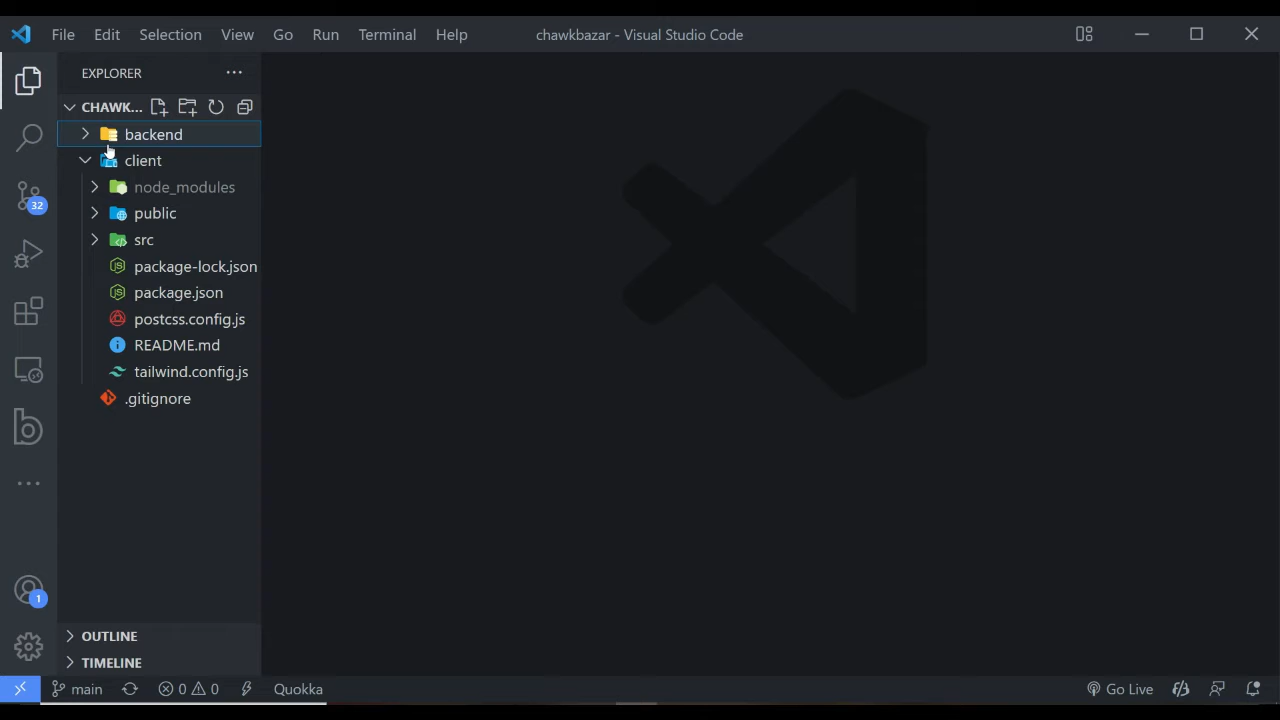 File Edit Selection View Go Run Terminal Help chawkbazar - Visual Studio Code
EXPLORER
CHAWK...
backend
client
node_modules
public
src
package-lock.json
package.json
postcss.config.js
README.md
tailwind.config.js
.gitignore
32
1
OUTLINE
TIMELINE
main 0 0 Quokka Go Live